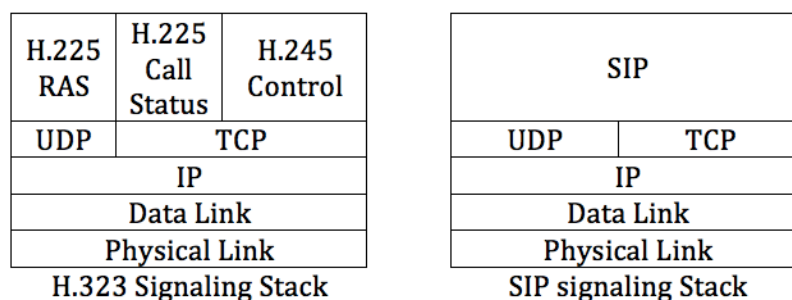 H.225
RAS
H.225
Call
Status
H.245
Control
UDP
TCP
IP
Data Link
Physical Link
H.323 Signaling Stack
SIP
UDP
TCP
IP
Data Link
Physical Link
SIP signaling Stack